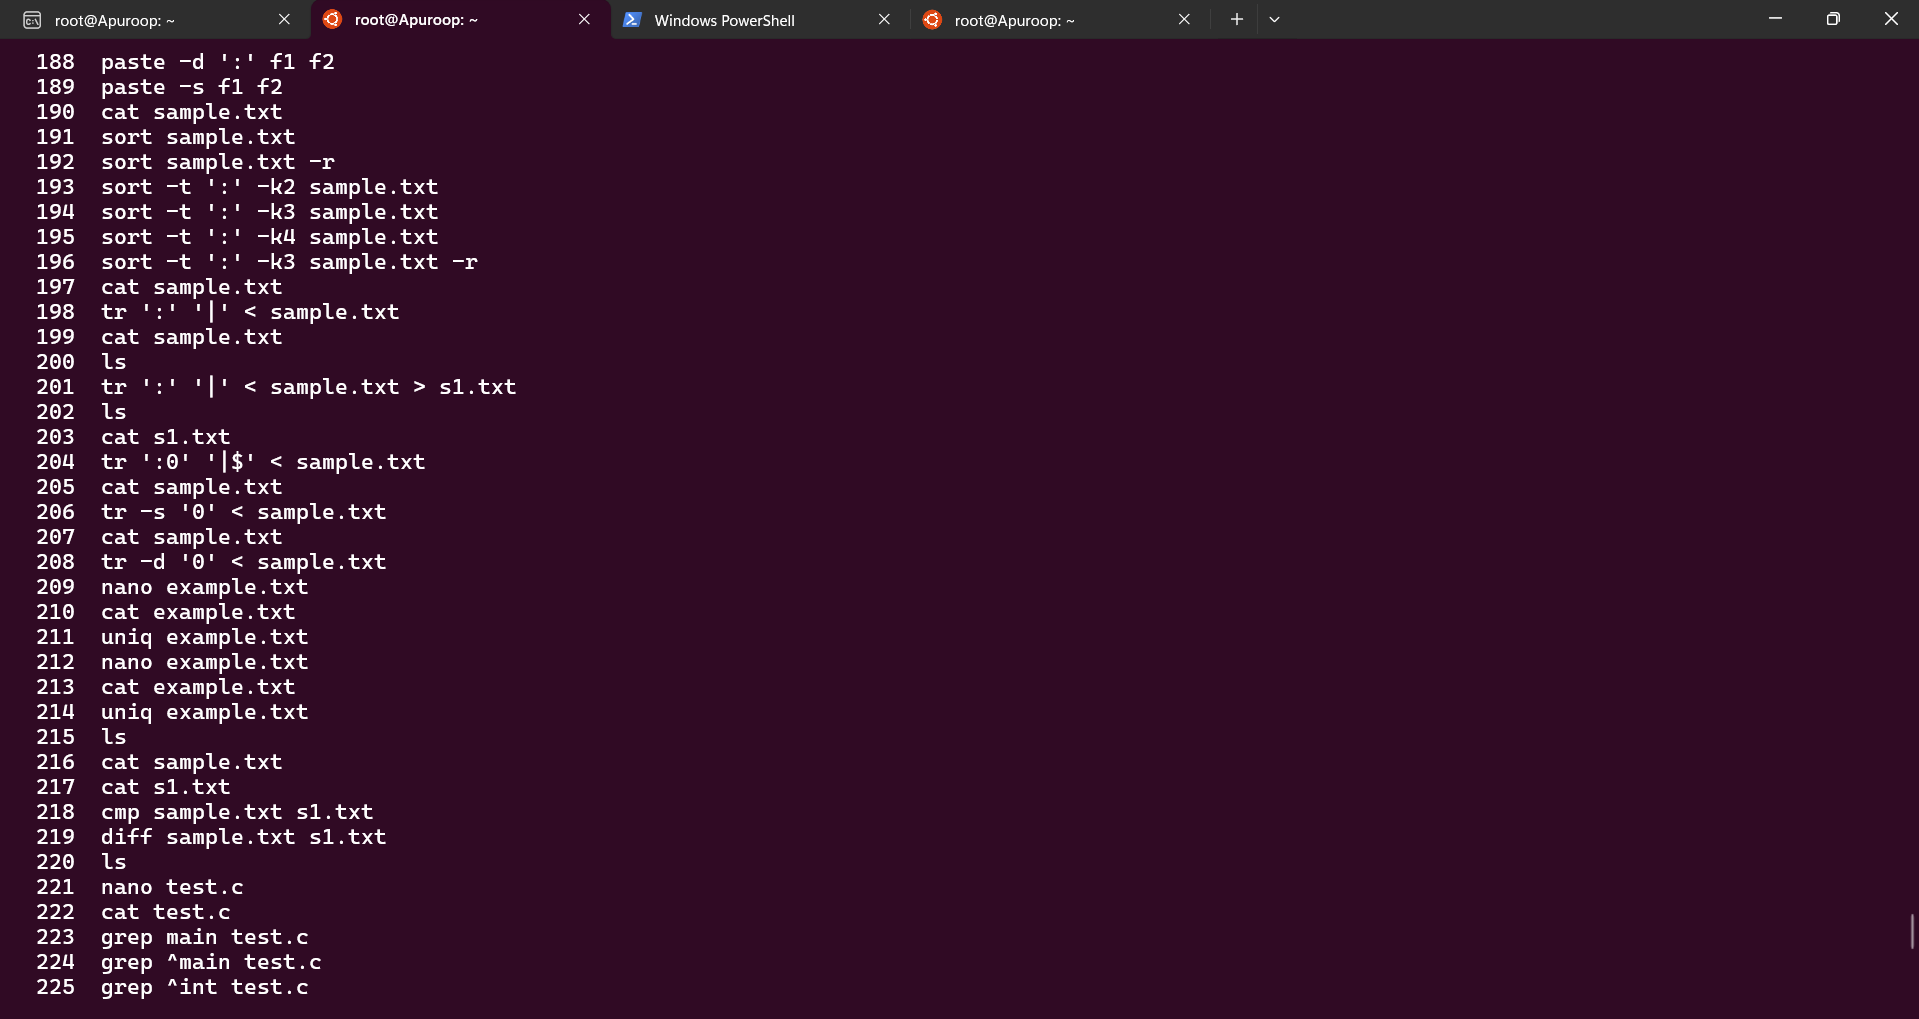 root@Apuroop: ~
root@Apuroop: ~
Windows PowerShell
root@Apuroop: ~
188 paste -d ':' f1 f2
189 paste -s f1 f2
190 cat sample.txt
191 sort sample.txt
192 sort sample.txt -r
193 sort -t ':' -k2 sample.txt
194 sort -t ':' -k3 sample.txt
195 sort -t ':' -k4 sample.txt
196 sort -t ':' -k3 sample.txt -r
197 cat sample.txt
198 tr ':' '|' < sample.txt
199 cat sample.txt
200 ls
201 tr ':' '|' < sample.txt > s1.txt
202 ls
203 cat s1.txt
204 tr ':0' '|$' < sample.txt
205 cat sample.txt
206 tr -s '0' < sample.txt
207 cat sample.txt
208 tr -d '0' < sample.txt
209 nano example.txt
210 cat example.txt
211 uniq example.txt
212 nano example.txt
213 cat example.txt
214 uniq example.txt
215 ls
216 cat sample.txt
217 cat s1.txt
218 cmp sample.txt s1.txt
219 diff sample.txt s1.txt
220 ls
221 nano test.c
222 cat test.c
223 grep main test.c
224 grep ^main test.c
225 grep ^int test.c